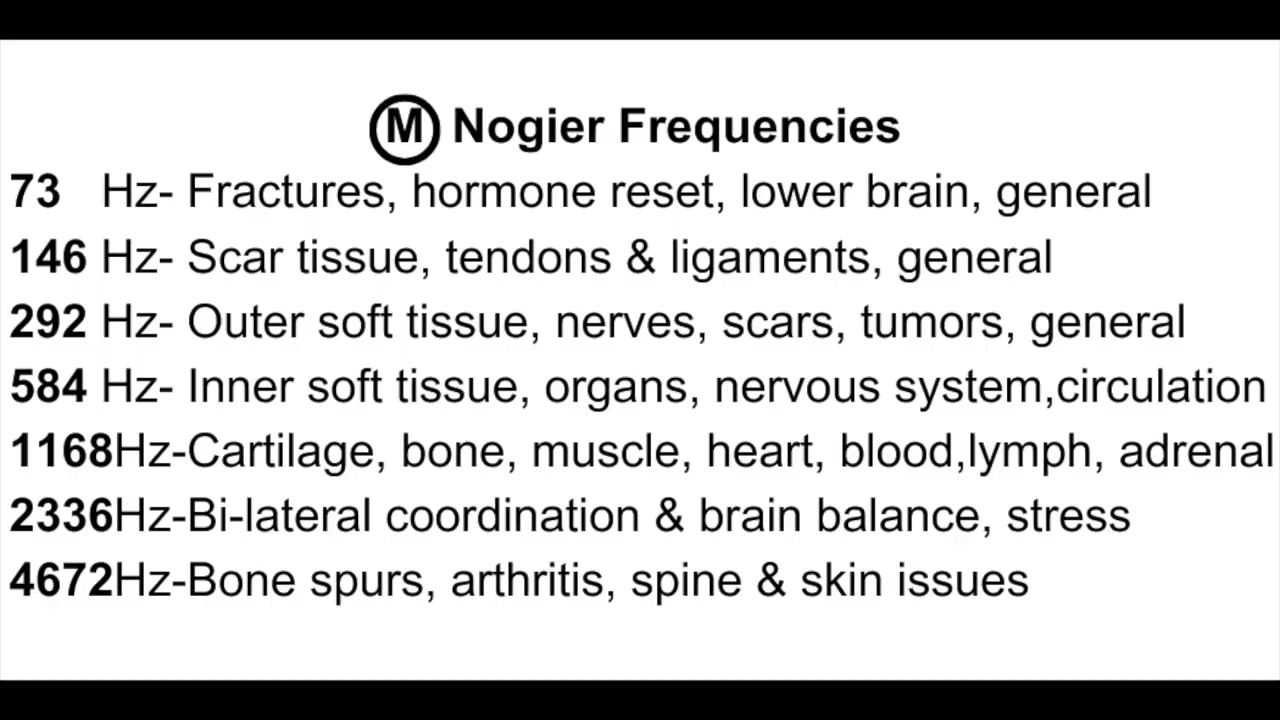 M Nogier Frequencies
73 Hz- Fractures, hormone reset, lower brain, general
146 Hz- Scar tissue, tendons & ligaments, general
292 Hz- Outer soft tissue, nerves, scars, tumors, general
584 Hz- Inner soft tissue, organs, nervous system,circulation
1168Hz-Cartilage, bone, muscle, heart, blood,lymph, adrenal
2336Hz-Bi-lateral coordination & brain balance, stress
4672Hz-Bone spurs, arthritis, spine & skin issues